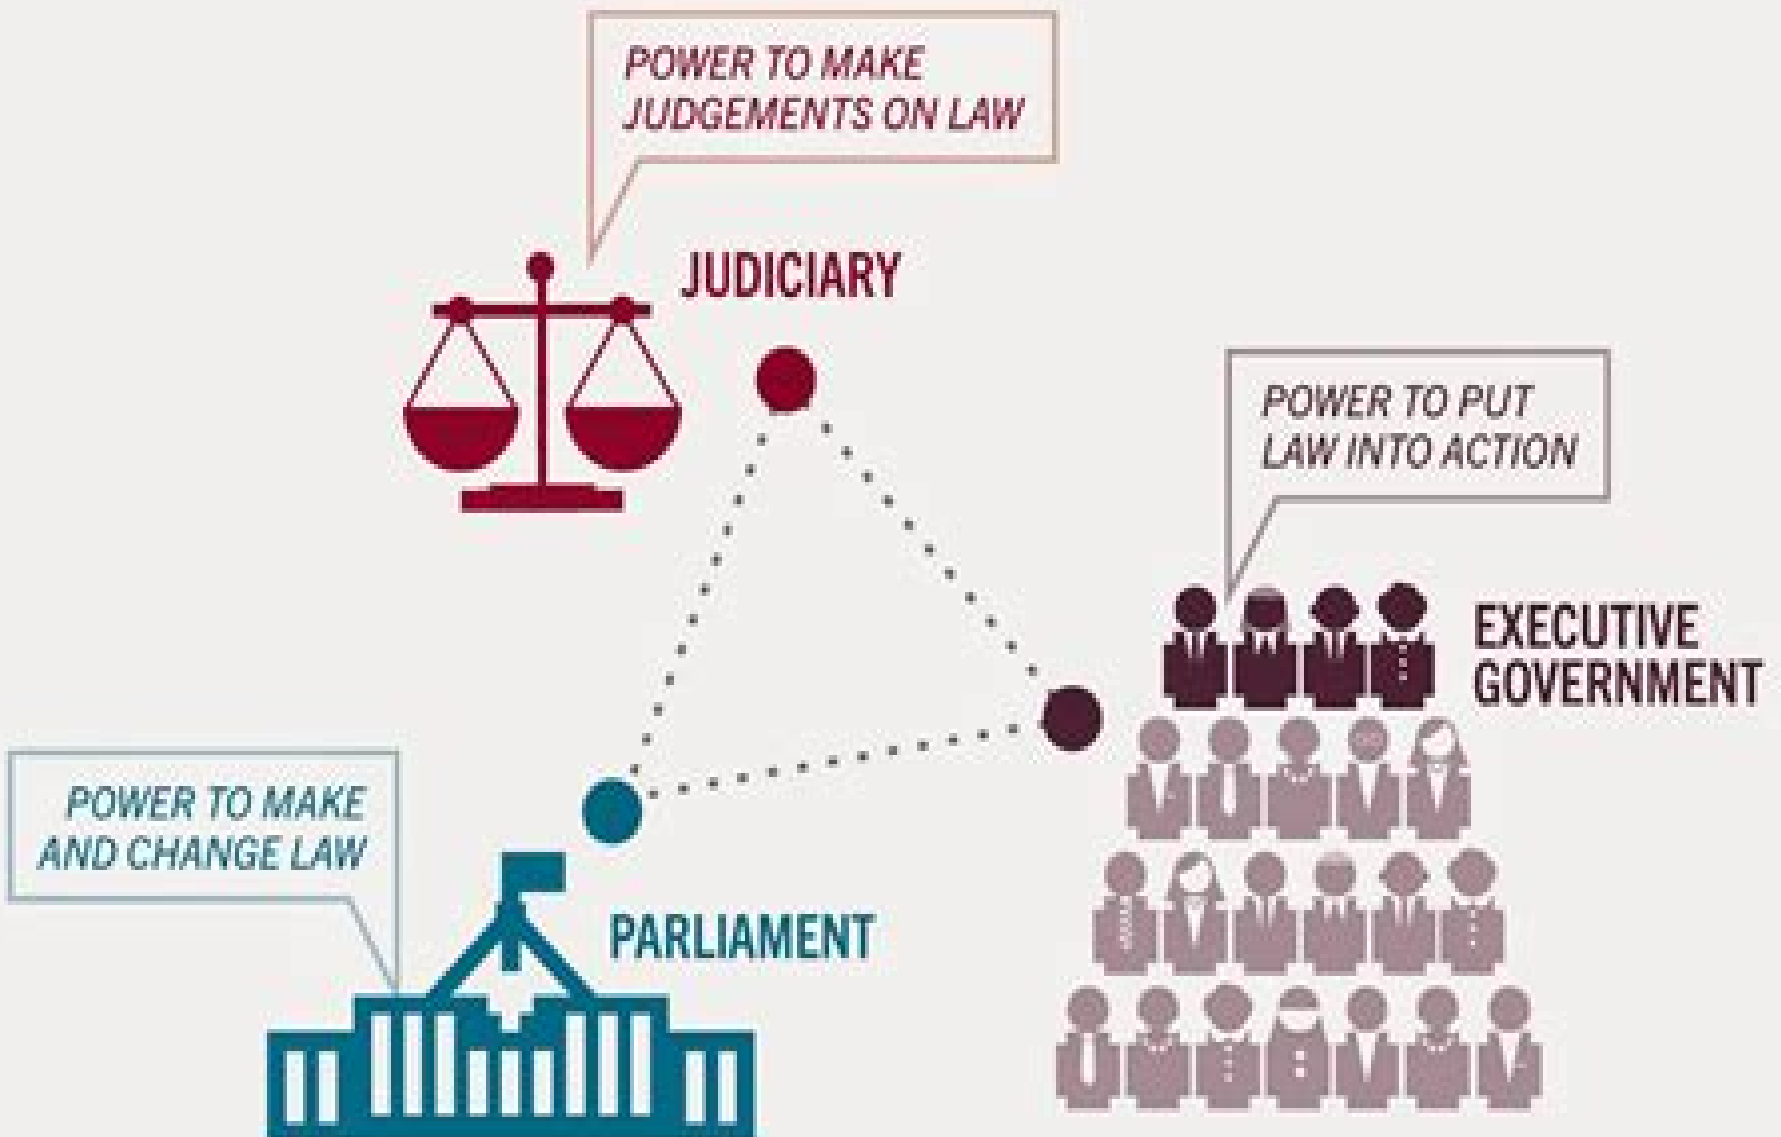 POWER TO MAKE
JUDGEMENTS ON LAW
JUDICIARY
POWER TO PUT
LAW INTO ACTION
EXECUTIVE
GOVERNMENT
POWER TO MAKE
AND CHANGE LAW
PARLIAMENT